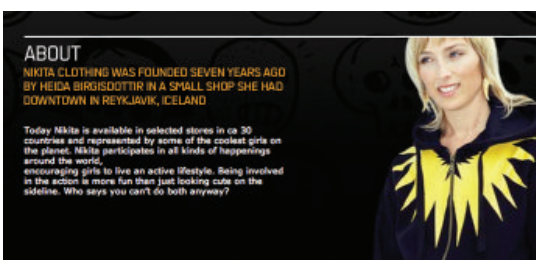 ABOUT
NIKITA CLOTHING WAS FOUNDED SEVEN YEARS AGO
BY HEIDA BIRGISDOTTIR IN A SMALL SHOP SHE HAD
DOWNTOWN IN REYKJAVIK, ICELAND
Today Nikita is available in selected stores in ca 30
countries and represented by some of the coolest girls on
the planet. Nikita participates in all kinds of happenings
around the world,
encouraging girls to live an active lifestyle. Being involved
in the action is more fun than just looking cute on the
sideline. Who says you can't do both anyway?